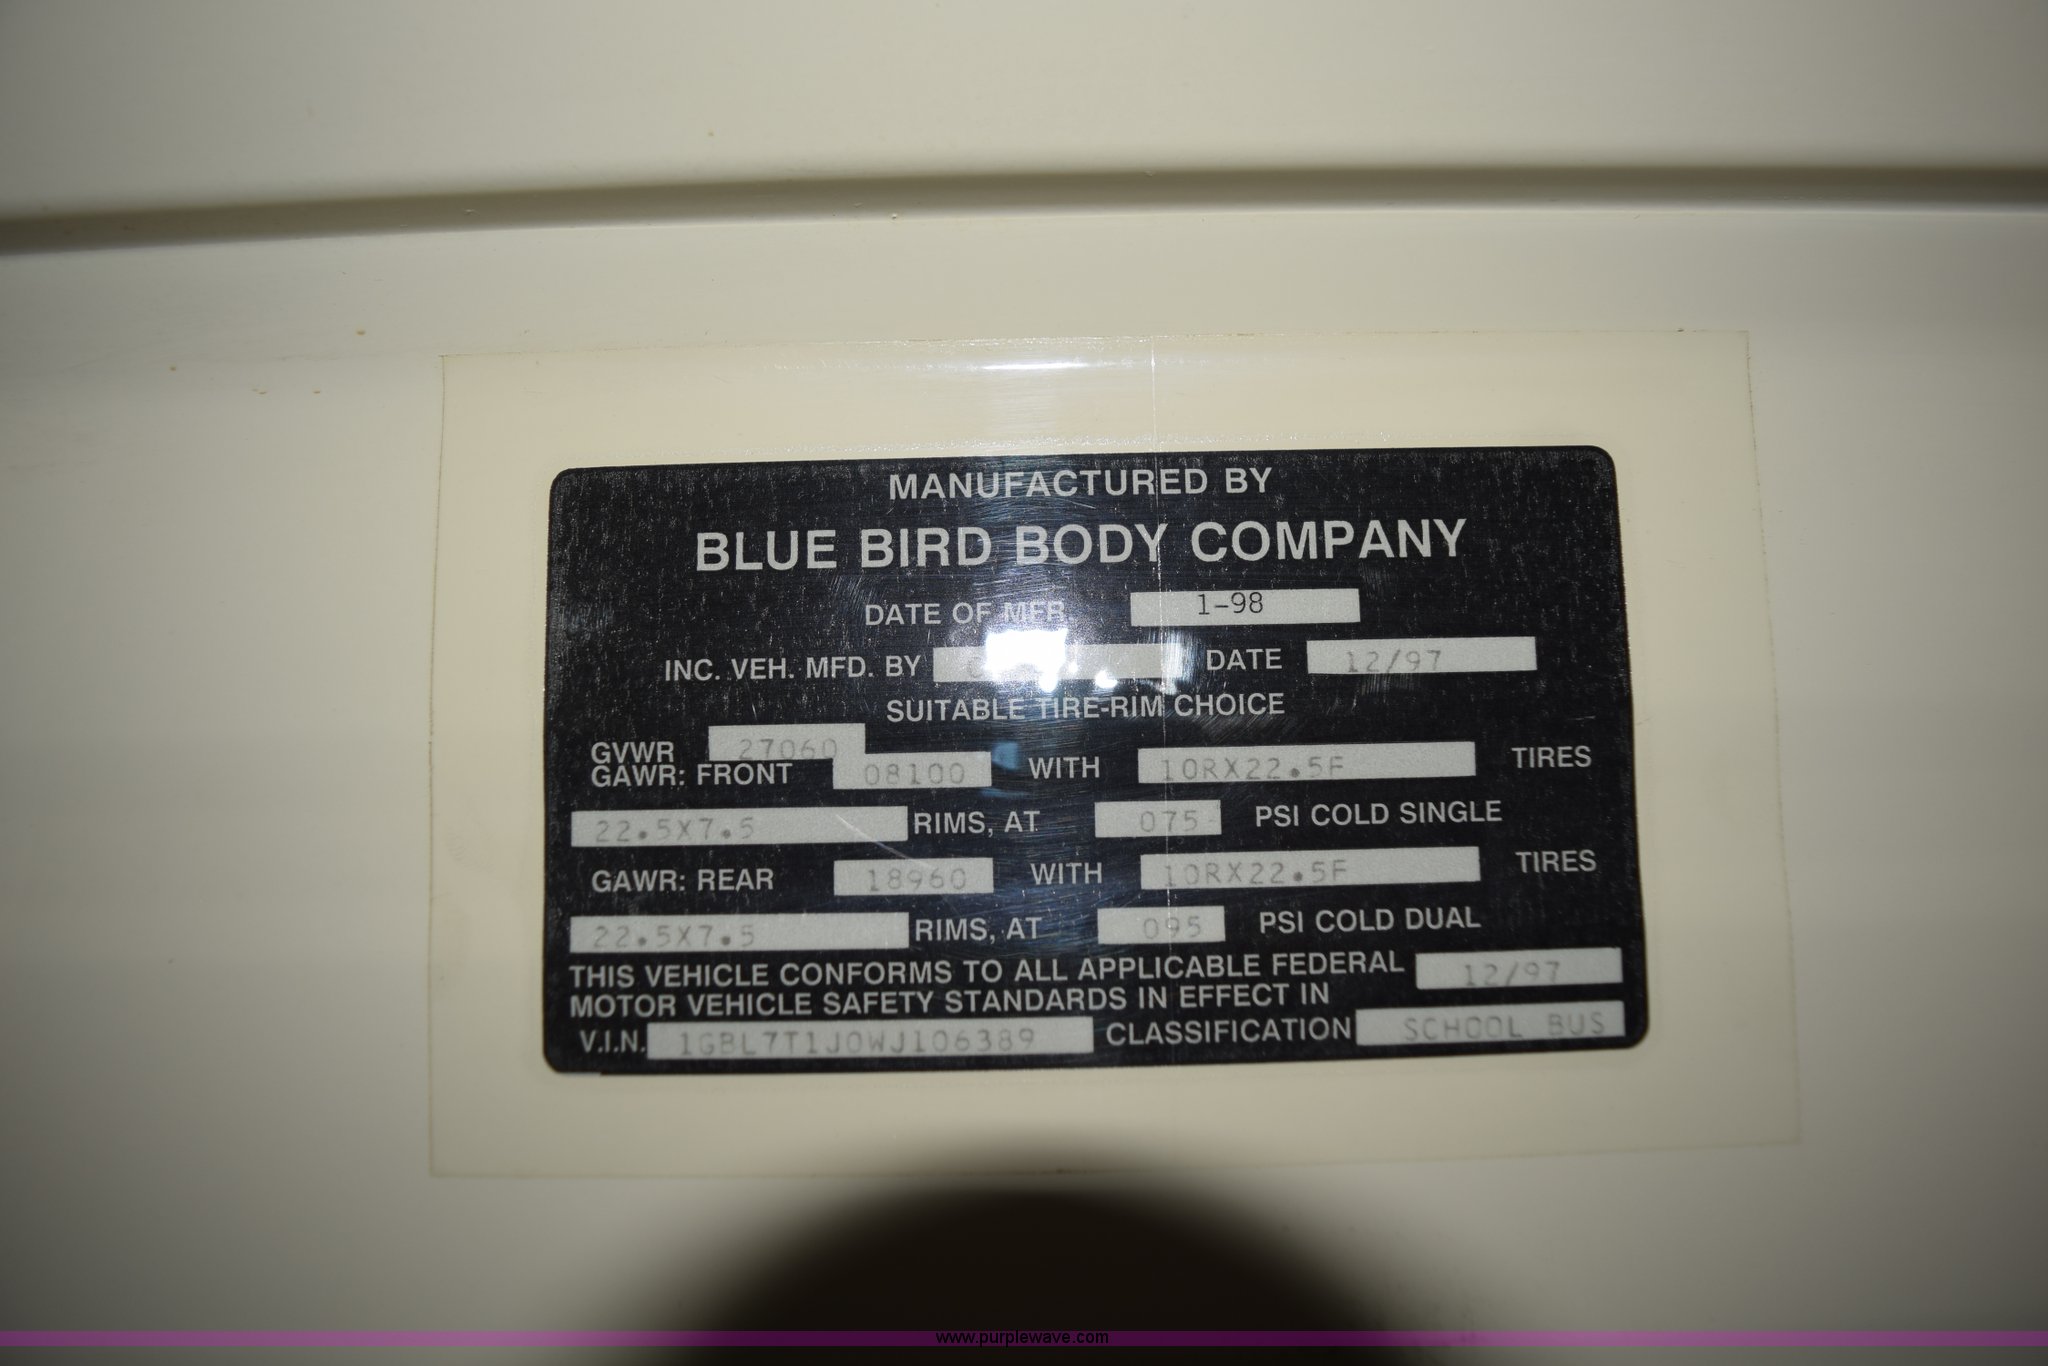 MANUFACTURED BY
BLUE BIRD BODY COMPANY
DATE OF MFR 1-98
INC. VEH. MFD. BY DATE 12/97
SUITABLE TIRE-RIM CHOICE
GVWR 27060
GAWR: FRONT 08100 WITH 10RX22.5F TIRES
22.5X7.5 RIMS, AT 075 PSI COLD SINGLE
GAWR: REAR 18960 WITH 10RX22.5F TIRES
22.5X7.5 RIMS, AT 095 PSI COLD DUAL
THIS VEHICLE CONFORMS TO ALL APPLICABLE FEDERAL 12/97
MOTOR VEHICLE SAFETY STANDARDS IN EFFECT IN
V.I.N. 1GBL7T1J0WJ106389 CLASSIFICATION SCHOOL BUS
www.purplewave.com